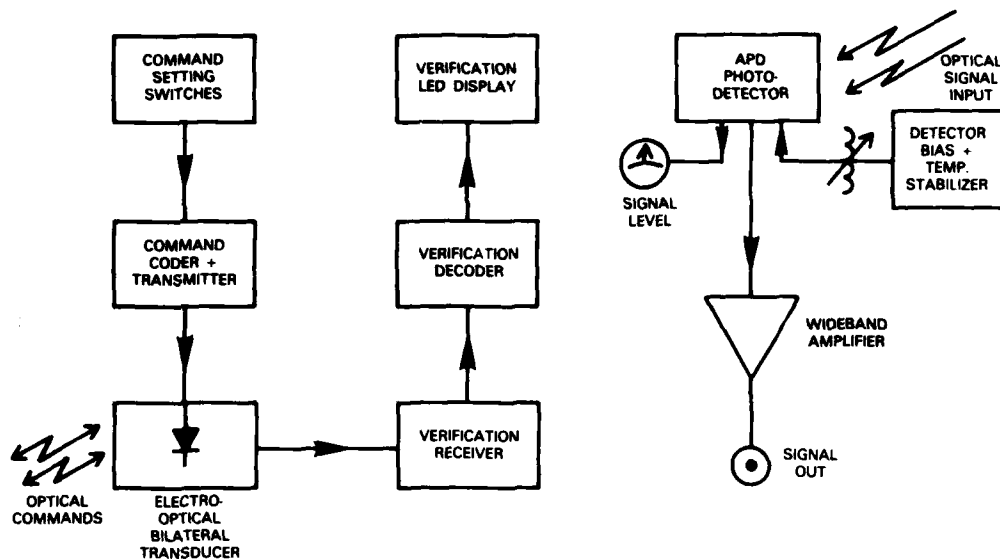 COMMAND
SETTING
SWITCHES
VERIFICATION
LED DISPLAY
APD
PHOTO-
DETECTOR
OPTICAL
SIGNAL
INPUT
DETECTOR
BIAS +
TEMP.
STABILIZER
SIGNAL
LEVEL
COMMAND
CODER +
TRANSMITTER
VERIFICATION
DECODER
WIDEBAND
AMPLIFIER
VERIFICATION
RECEIVER
SIGNAL
OUT
OPTICAL
COMMANDS
ELECTRO-
OPTICAL
BILATERAL
TRANSDUCER